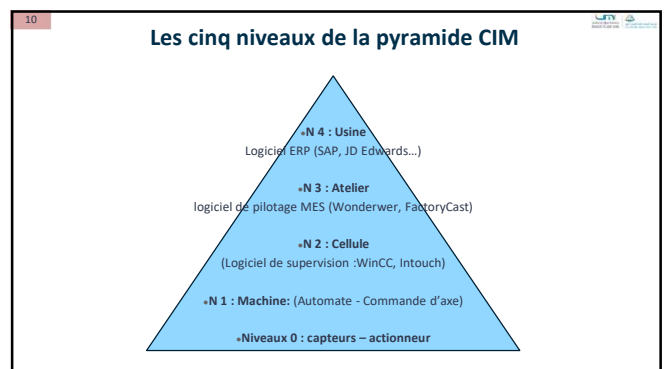 10
Les cinq niveaux de la pyramide CIM
•N 4 : Usine
Logiciel ERP (SAP, JD Edwards…)
•N 3 : Atelier
logiciel de pilotage MES (Wonderwer, FactoryCast)
•N 2 : Cellule
(Logiciel de supervision :WinCC, Intouch)
•N 1 : Machine: (Automate - Commande d’axe)
•Niveaux 0 : capteurs – actionneur